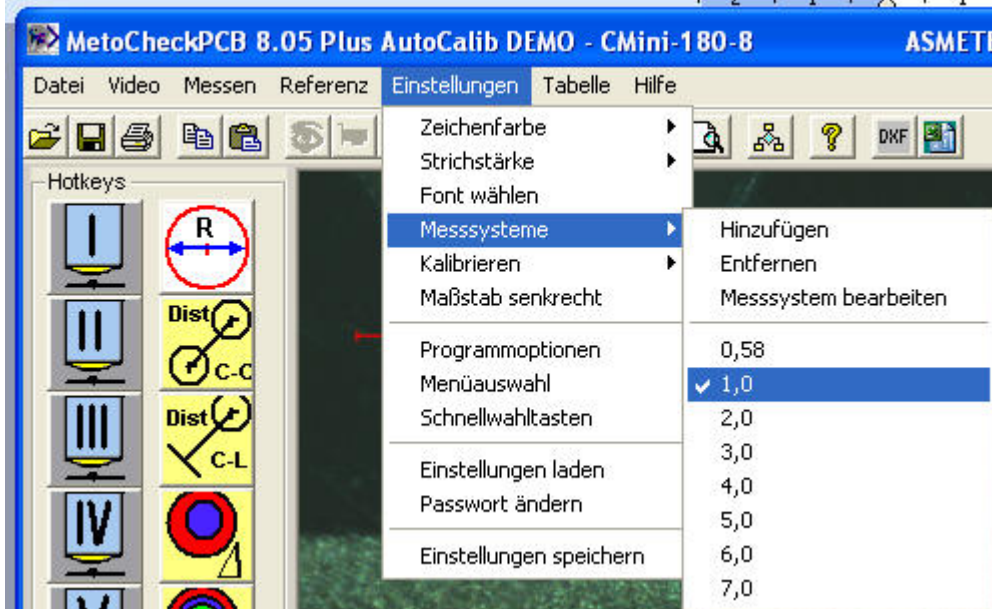 MetoCheckPCB 8.05 Plus AutoCalib DEMO - CMini-180-8
Datei Video Messen Referenz Einstellungen Tabelle Hilfe
DXF
Hotkeys
I
R
II
Dist
C-C
III
Dist
C-L
IV
Zeichenfarbe
Strichstärke
Font wählen
Messsysteme
Kalibrieren
Maßstab senkrecht
Programmoptionen
Menüauswahl
Schnellwahltasten
Einstellungen laden
Passwort ändern
Einstellungen speichern
Hinzufügen
Entfernen
Messsystem bearbeiten
0,58
1,0
2,0
3,0
4,0
5,0
6,0
7,0